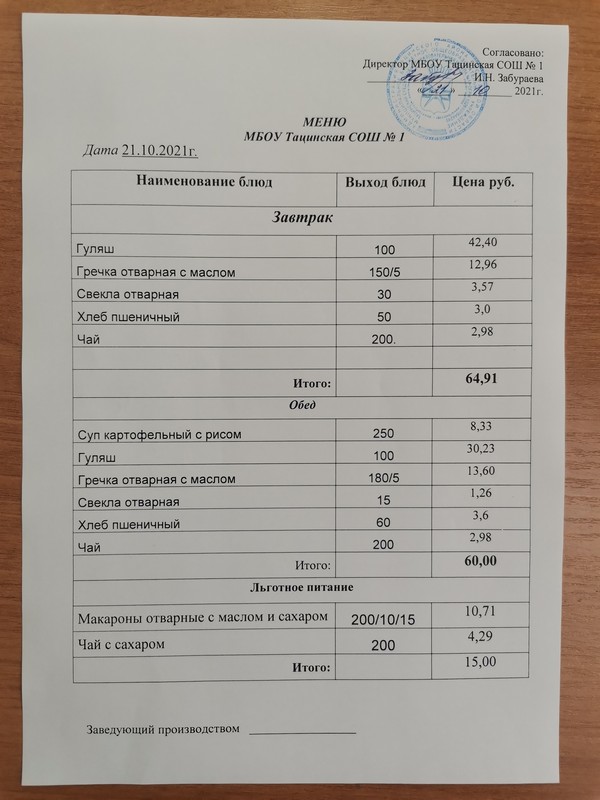 Согласовано:
Директор МБОУ Тацинская СОШ № 1
И.Н. Забураева
«21» 10 2021г.
МЕНЮ
МБОУ Тацинская СОШ № 1
Дата 21.10.2021г.
Наименование блюд Выход блюд Цена руб.
Завтрак
Гуляш 100 42,40
Гречка отварная с маслом 150/5 12,96
Свекла отварная 30 3,57
Хлеб пшеничный 50 3,0
Чай 200. 2,98
Итого: 64,91
Обед
Суп картофельный с рисом 250 8,33
Гуляш 100 30,23
Гречка отварная с маслом 180/5 13,60
Свекла отварная 15 1,26
Хлеб пшеничный 60 3,6
Чай 200 2,98
Итого: 60,00
Льготное питание
Макароны отварные с маслом и сахаром 200/10/15 10,71
Чай с сахаром 200 4,29
Итого: 15,00
Заведующий производством